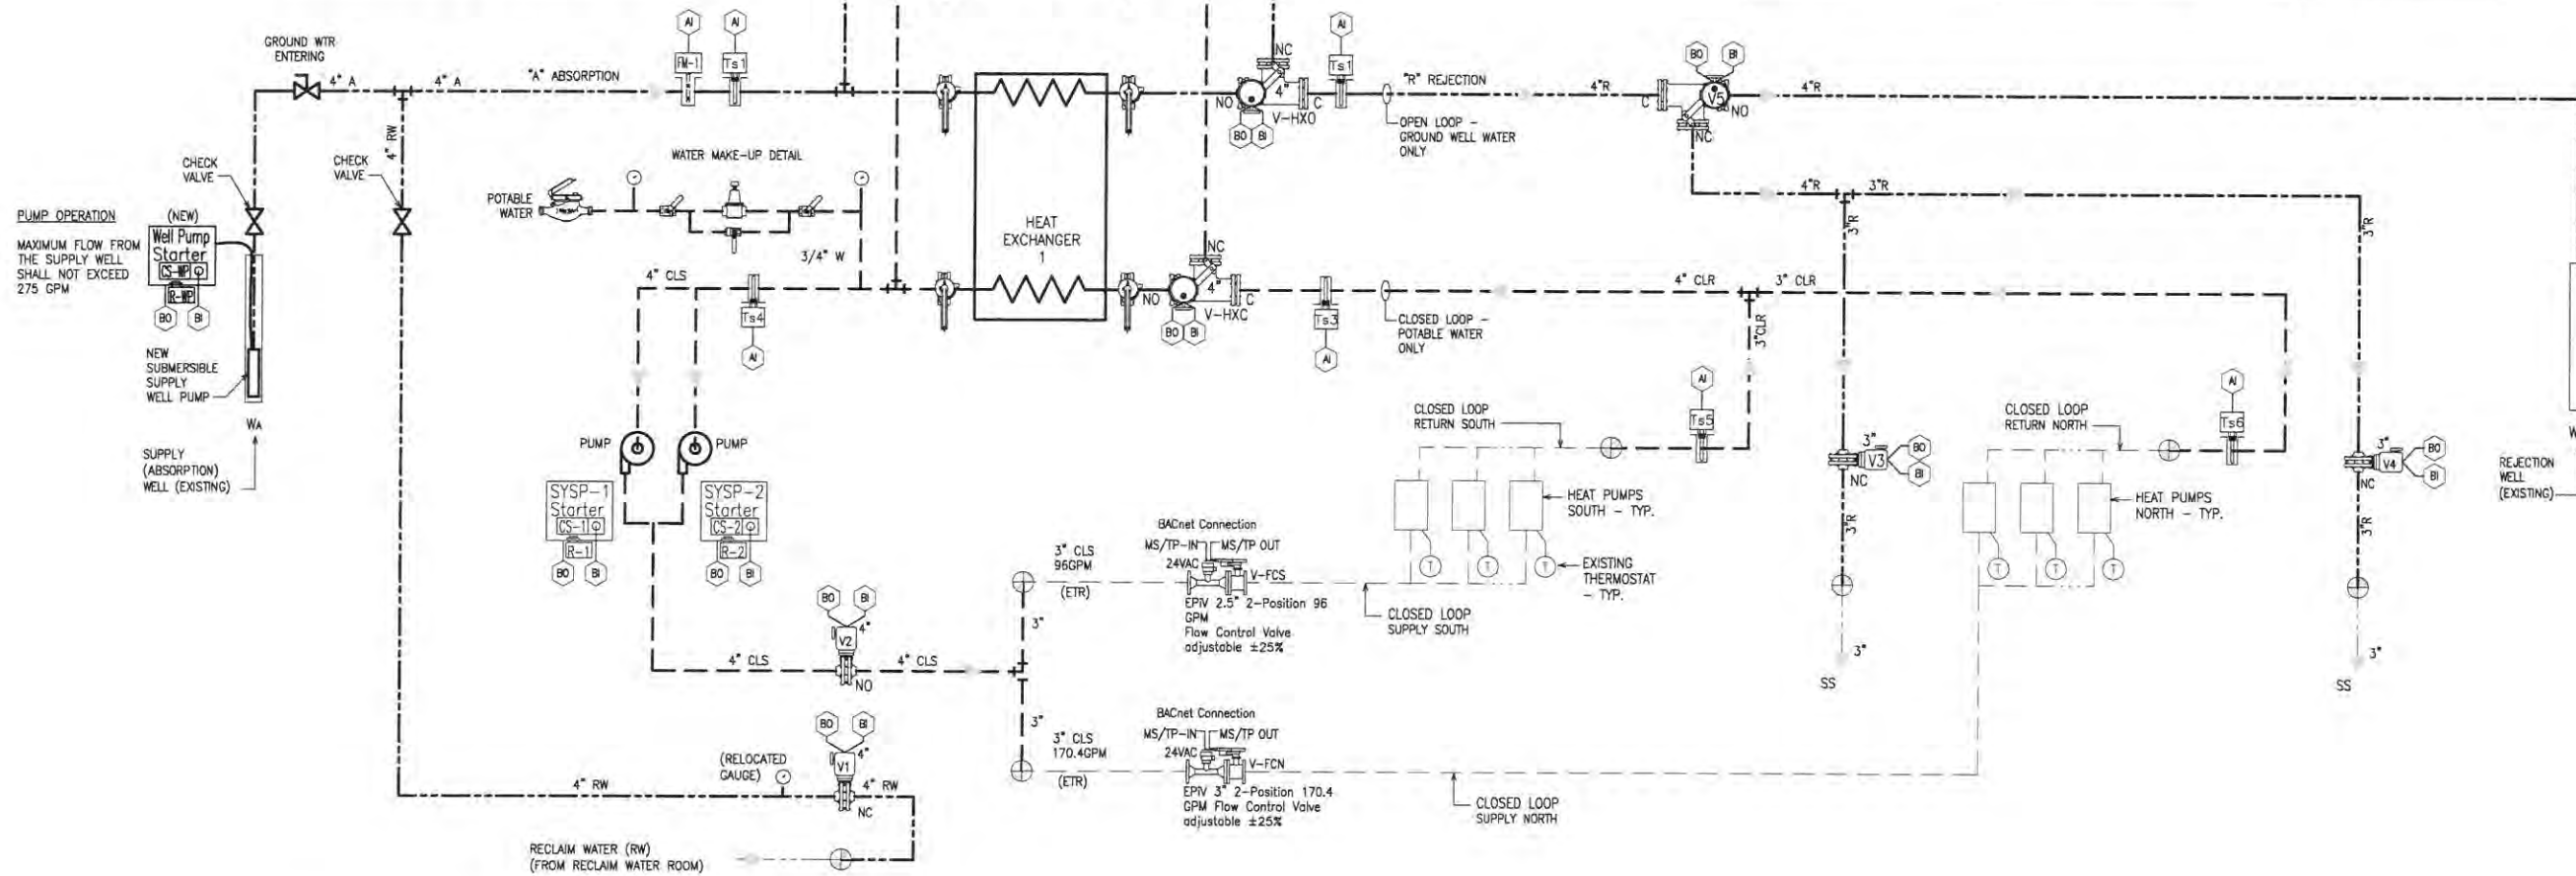 GROUND WTR
ENTERING
4" A
4" A
"A" ABSORPTION
AI
AI
FM-1
Ts1
4" RW
CHECK
VALVE
CHECK
VALVE
PUMP OPERATION
MAXIMUM FLOW FROM
THE SUPPLY WELL
SHALL NOT EXCEED
275 GPM
(NEW)
Well Pump
Starter
CS-WP
R-WP
BO
BI
NEW
SUBMERSIBLE
SUPPLY
WELL PUMP
WA
SUPPLY
(ABSORPTION)
WELL (EXISTING)
WATER MAKE-UP DETAIL
POTABLE
WATER
3/4" W
4" CLS
Ts4
AI
HEAT
EXCHANGER
1
NC
NO
4"
C
V-HXO
BO
BI
AI
Ts1
"R" REJECTION
OPEN LOOP -
GROUND WELL WATER
ONLY
4"R
BO
BI
C
V5
NO
NC
4"R
4"R
3"R
3"R
3"R
NC
NO
4"
C
V-HXC
BO
BI
Ts3
AI
CLOSED LOOP -
POTABLE WATER
ONLY
4" CLR
3" CLR
3"CLR
PUMP
PUMP
SYSP-1
Starter
CS-1
R-1
BO
BI
SYSP-2
Starter
CS-2
R-2
BO
BI
CLOSED LOOP
RETURN SOUTH
AI
Ts5
HEAT PUMPS
SOUTH - TYP.
T
T
T
EXISTING
THERMOSTAT
- TYP.
3"
V3
BO
BI
NC
3"R
3"
SS
CLOSED LOOP
RETURN NORTH
AI
Ts6
HEAT PUMPS
NORTH - TYP.
T
T
T
3"
V4
BO
BI
NC
3"R
3"
SS
W
REJECTION
WELL
(EXISTING)
BO
BI
4"
V2
NO
4" CLS
4" CLS
3"
3"
3" CLS
96GPM
(ETR)
BACnet Connection
MS/TP-IN
MS/TP OUT
24VAC
V-FCS
EPIV 2.5" 2-Position 96
GPM
Flow Control Valve
adjustable ±25%
CLOSED LOOP
SUPPLY SOUTH
3" CLS
170.4GPM
(ETR)
BACnet Connection
MS/TP-IN
MS/TP OUT
24VAC
V-FCN
EPIV 3" 2-Position 170.4
GPM Flow Control Valve
adjustable ±25%
CLOSED LOOP
SUPPLY NORTH
BO
BI
4"
V1
NC
4" RW
(RELOCATED
GAUGE)
4" RW
RECLAIM WATER (RW)
(FROM RECLAIM WATER ROOM)